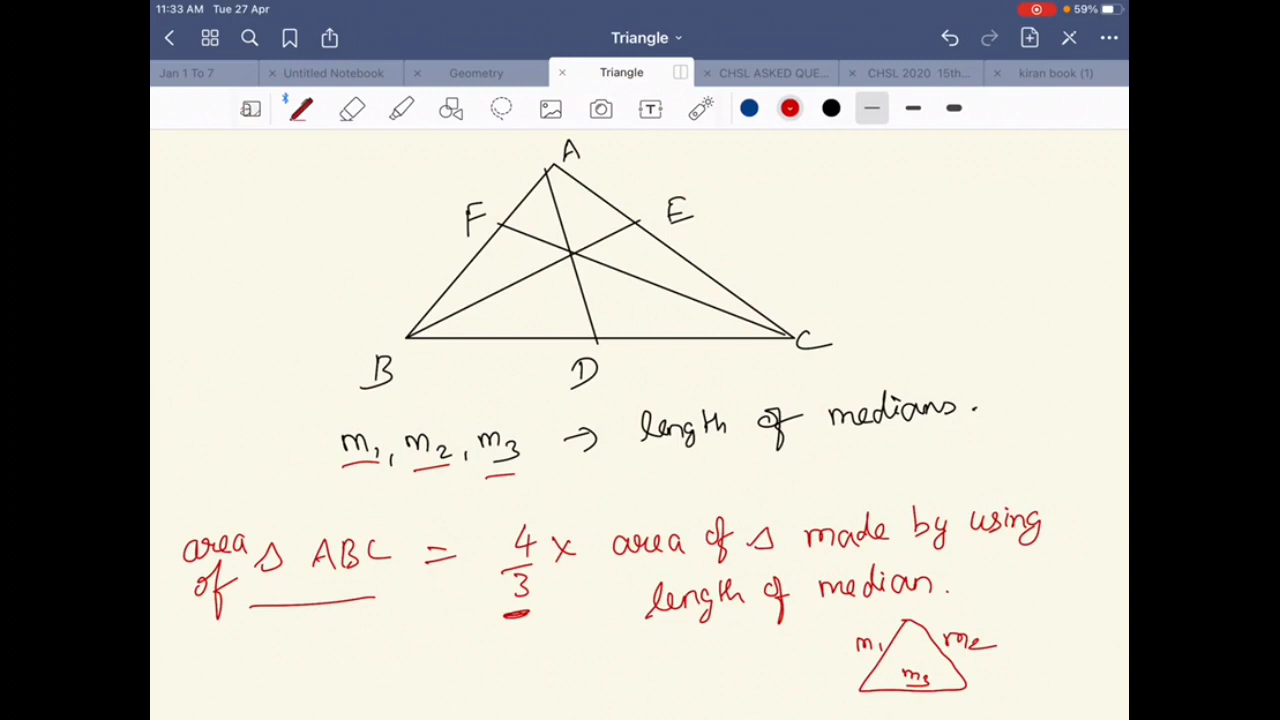 11:33 AM Tue 27 Apr
59%
Triangle
Jan 1 To 7
Untitled Notebook
Geometry
Triangle
CHSL ASKED QUE...
CHSL 2020 15th...
kiran book (1)
T
A
F
E
B
D
C
m1, m2, m3 → length of medians.
area of Δ ABC = 4/3 × area of Δ made by using
length of median.
m1
m2
m3